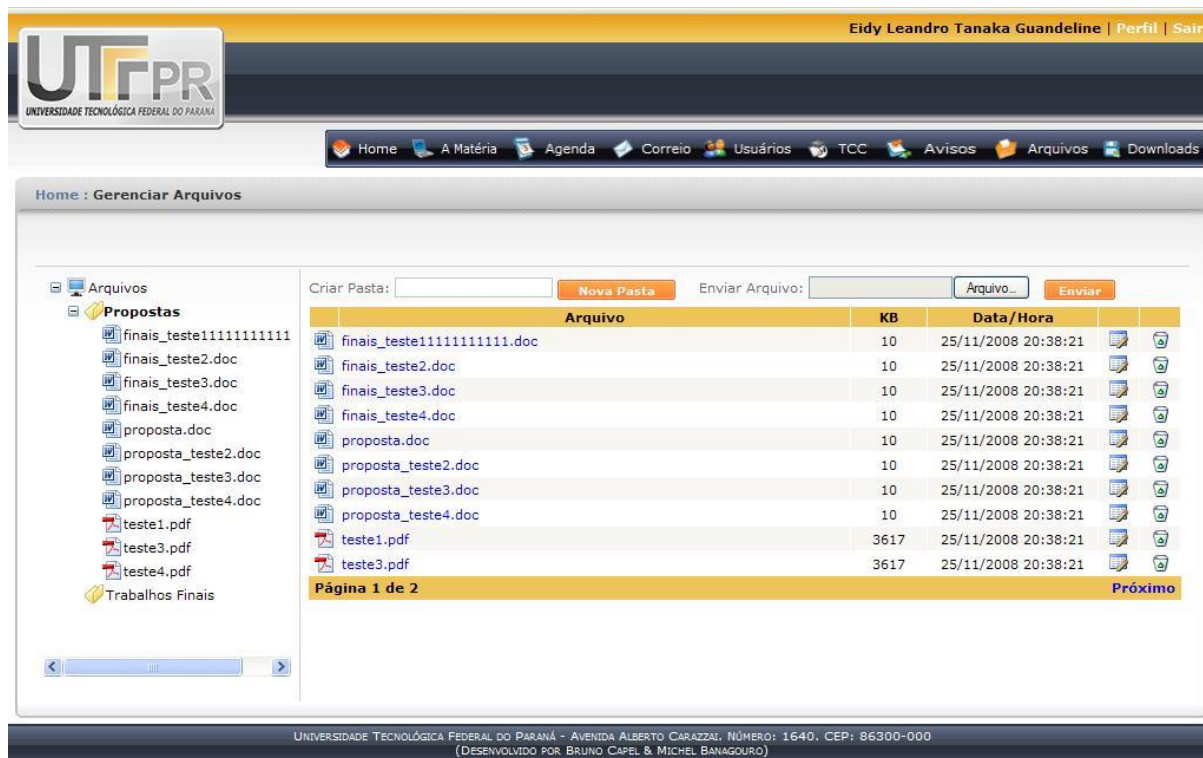 Eidy Leandro Tanaka Guandeline | Perfil | Sair
UTFPR
UNIVERSIDADE TECNOLÓGICA FEDERAL DO PARANÁ
Home A Matéria Agenda Correio Usuários TCC Avisos Arquivos Downloads
Home : Gerenciar Arquivos
Arquivos
Propostas
finais_teste11111111111
finais_teste2.doc
finais_teste3.doc
finais_teste4.doc
proposta.doc
proposta_teste2.doc
proposta_teste3.doc
proposta_teste4.doc
teste1.pdf
teste3.pdf
teste4.pdf
Trabalhos Finais
Criar Pasta: Nova Pasta Enviar Arquivo: Arquivo... Enviar
Arquivo KB Data/Hora
finais_teste11111111111.doc 10 25/11/2008 20:38:21
finais_teste2.doc 10 25/11/2008 20:38:21
finais_teste3.doc 10 25/11/2008 20:38:21
finais_teste4.doc 10 25/11/2008 20:38:21
proposta.doc 10 25/11/2008 20:38:21
proposta_teste2.doc 10 25/11/2008 20:38:21
proposta_teste3.doc 10 25/11/2008 20:38:21
proposta_teste4.doc 10 25/11/2008 20:38:21
teste1.pdf 3617 25/11/2008 20:38:21
teste3.pdf 3617 25/11/2008 20:38:21
Página 1 de 2 Próximo
UNIVERSIDADE TECNOLÓGICA FEDERAL DO PARANÁ - AVENIDA ALBERTO CARAZZAI. NÚMERO: 1640. CEP: 86300-000
(DESENVOLVIDO POR BRUNO CAPEL & MICHEL BANAGOURO)